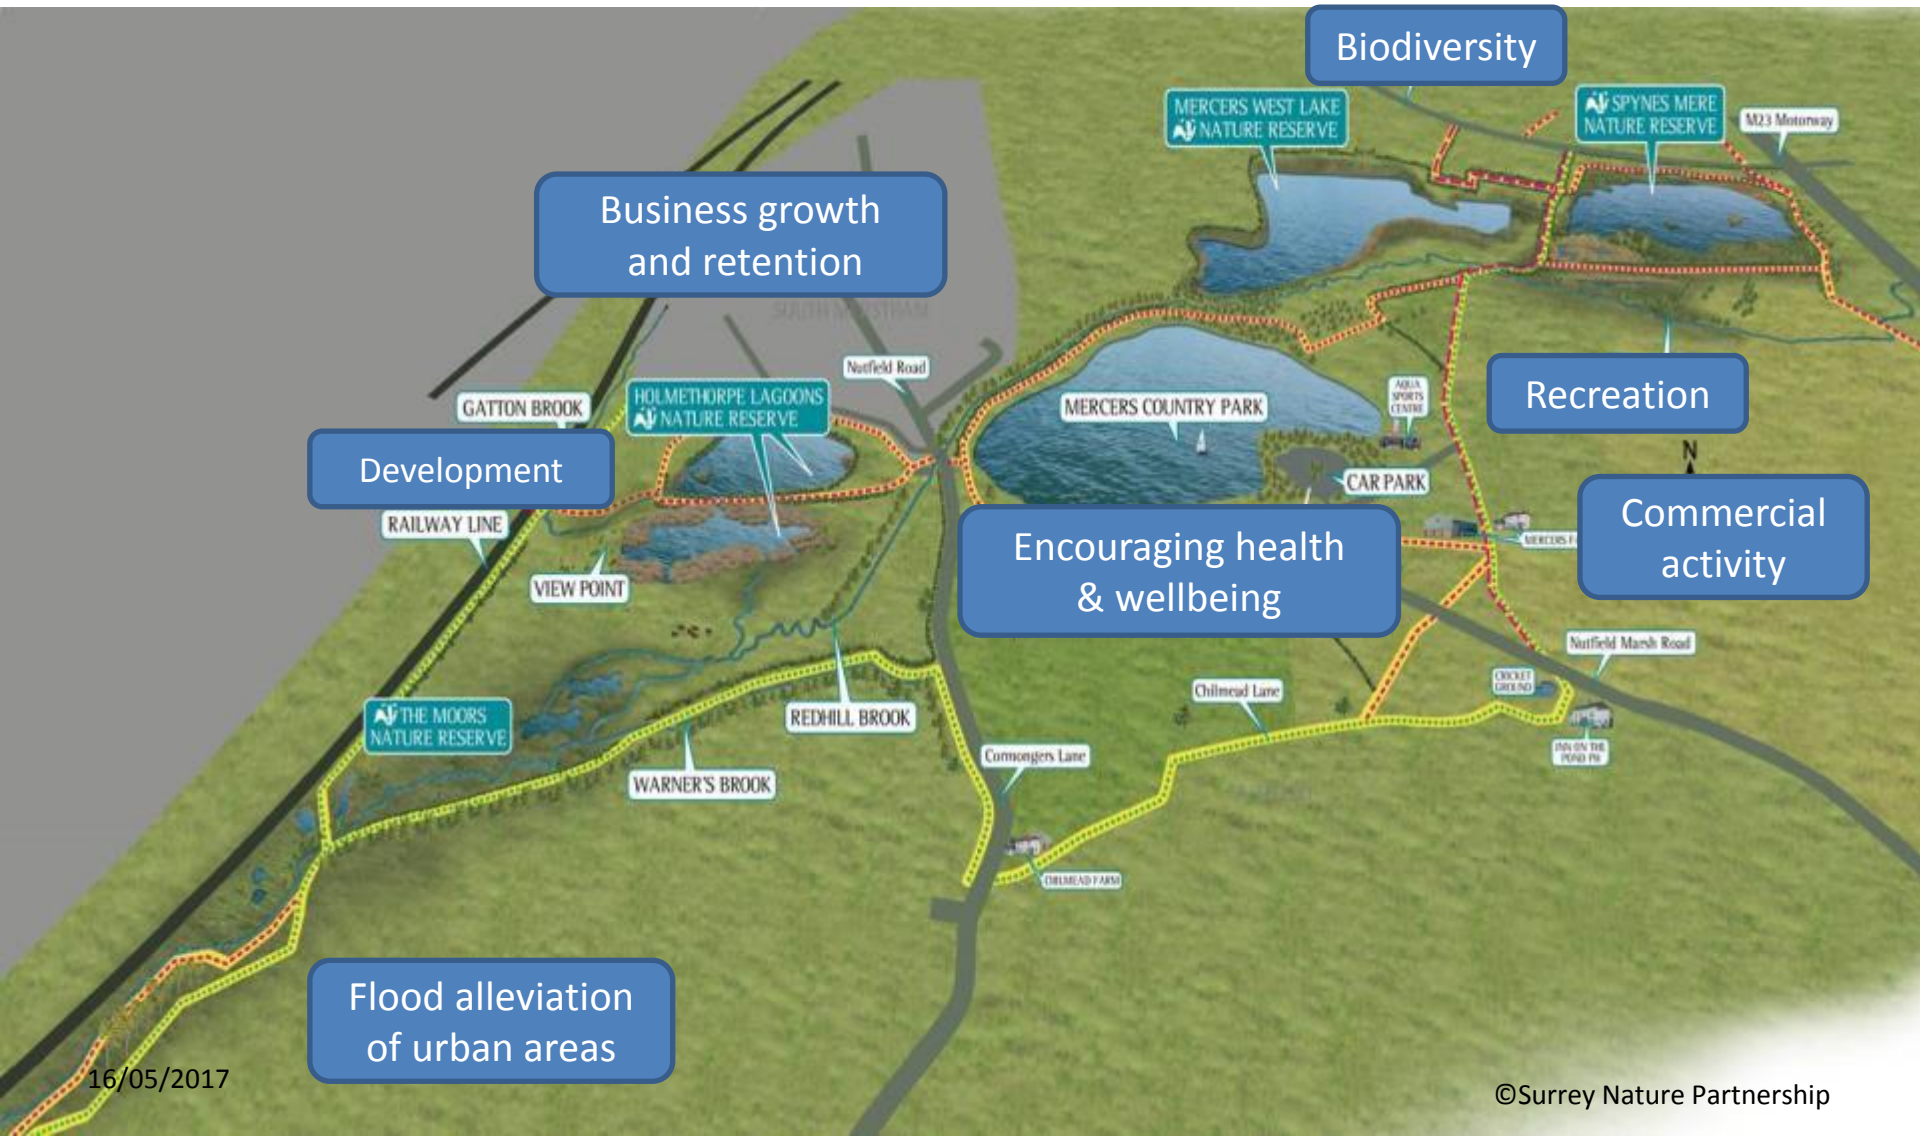 Biodiversity
MERCERS WEST LAKE
NATURE RESERVE
SPYNES MERE
NATURE RESERVE
M23 Motorway
Business growth
and retention
SOUTH MERSTHAM
Nutfield Road
GATTON BROOK
HOLMETHORPE LAGOONS
NATURE RESERVE
MERCERS COUNTRY PARK
AQUA
SPORTS
CENTRE
Recreation
N
Development
CAR PARK
RAILWAY LINE
Commercial
activity
MERCERS
Encouraging health
& wellbeing
VIEW POINT
Nutfield Marsh Road
CRICKET
GROUND
Chilmead Lane
THE MOORS
NATURE RESERVE
REDHILL BROOK
INN ON THE
POND PH
Cormongers Lane
WARNER'S BROOK
CHILMEAD FARM
Flood alleviation
of urban areas
16/05/2017
©Surrey Nature Partnership